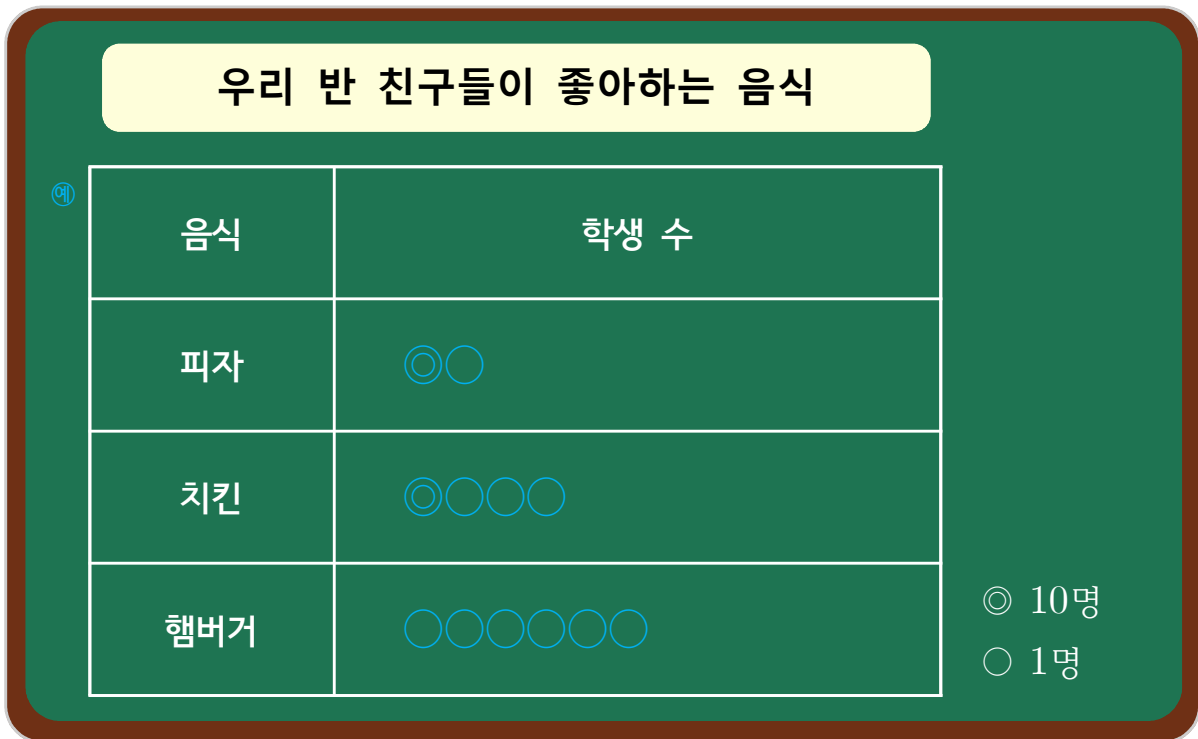 우리 반 친구들이 좋아하는 음식
예
음식 학생 수
피자 ◎○
치킨 ◎○○○
햄버거 ○○○○○○
◎ 10명
○ 1명